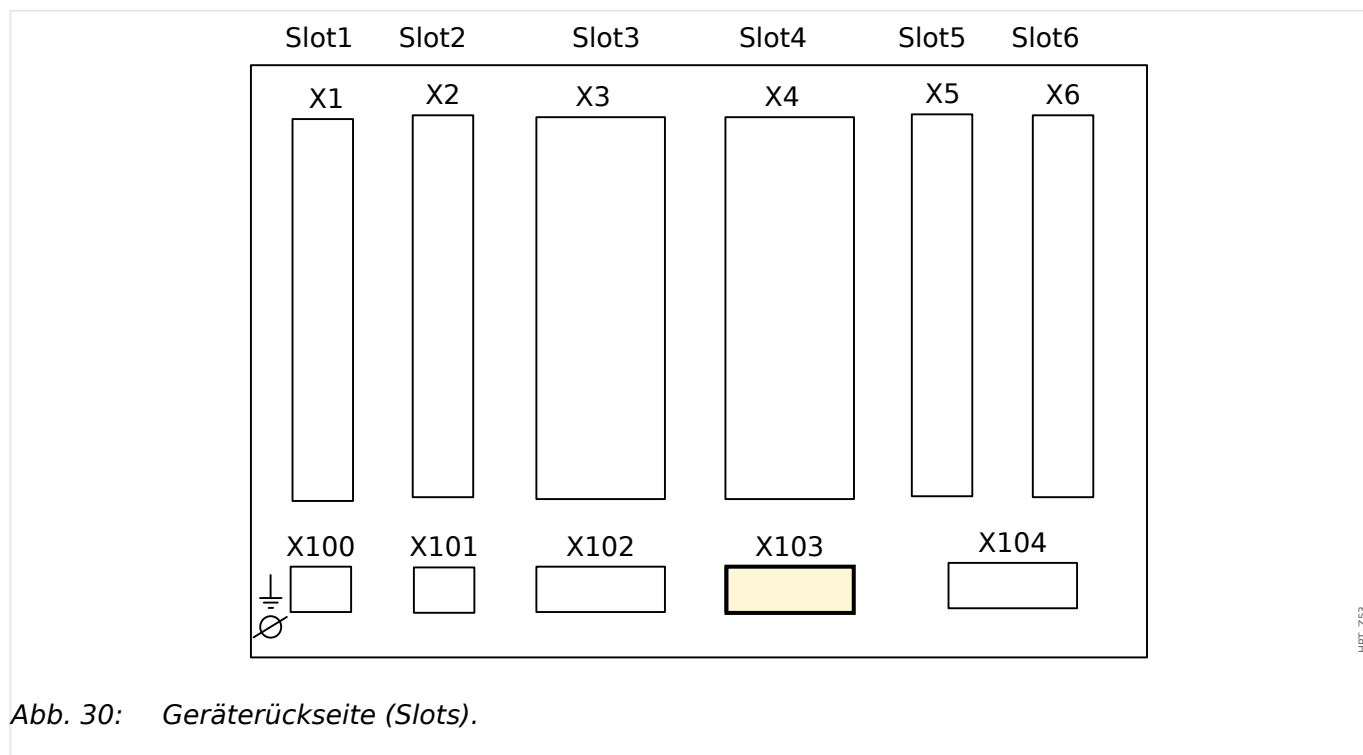 Slot1 Slot2 Slot3 Slot4 Slot5 Slot6
X1 X2 X3 X4 X5 X6
X100 X101 X102 X103 X104
HPT_Z53
Abb. 30: Geräterückseite (Slots).